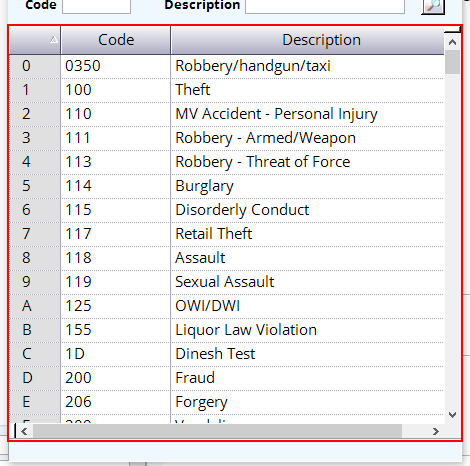 Code Description
Code Description
0 0350 Robbery/handgun/taxi
1 100 Theft
2 110 MV Accident - Personal Injury
3 111 Robbery - Armed/Weapon
4 113 Robbery - Threat of Force
5 114 Burglary
6 115 Disorderly Conduct
7 117 Retail Theft
8 118 Assault
9 119 Sexual Assault
A 125 OWI/DWI
B 155 Liquor Law Violation
C 1D Dinesh Test
D 200 Fraud
E 206 Forgery